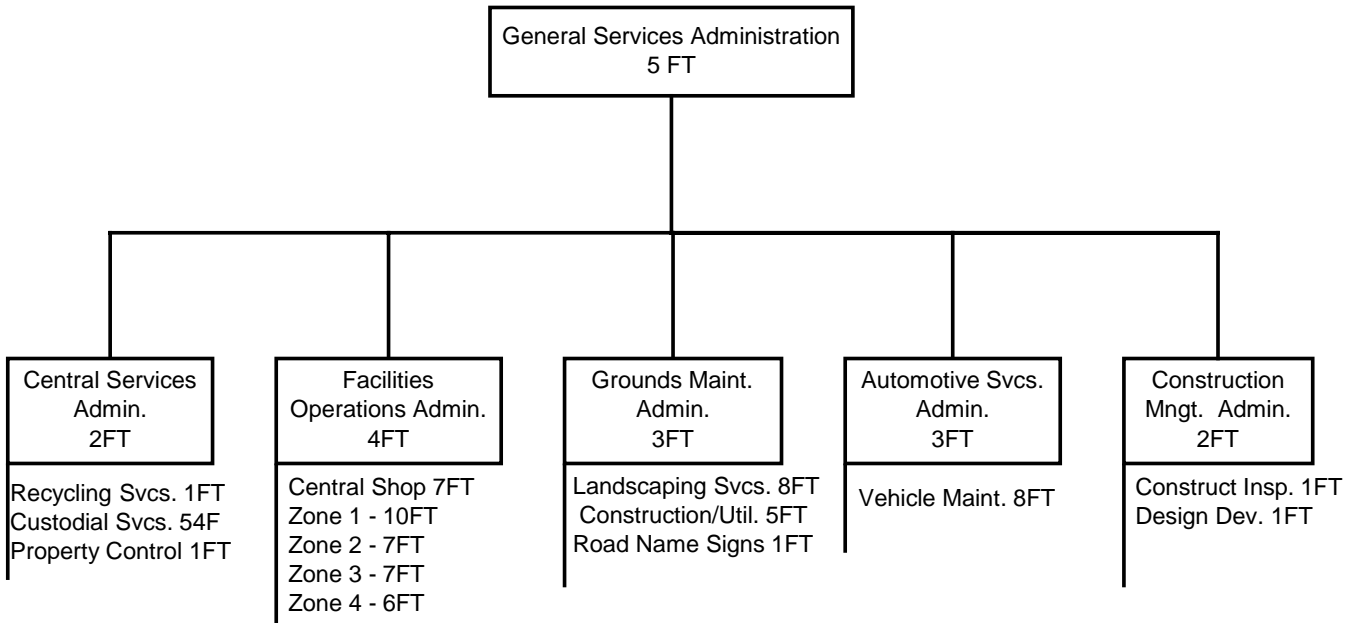 General Services Administration
5 FT
Central Services
Admin.
2FT
Recycling Svcs. 1FT
Custodial Svcs. 54F
Property Control 1FT
Facilities
Operations Admin.
4FT
Central Shop 7FT
Zone 1 - 10FT
Zone 2 - 7FT
Zone 3 - 7FT
Zone 4 - 6FT
Grounds Maint.
Admin.
3FT
Landscaping Svcs. 8FT
Construction/Util. 5FT
Road Name Signs 1FT
Automotive Svcs.
Admin.
3FT
Vehicle Maint. 8FT
Construction
Mngt. Admin.
2FT
Construct Insp. 1FT
Design Dev. 1FT